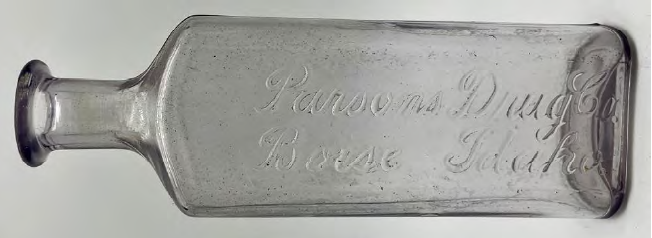 Parsons Drug Co
Boise Idaho